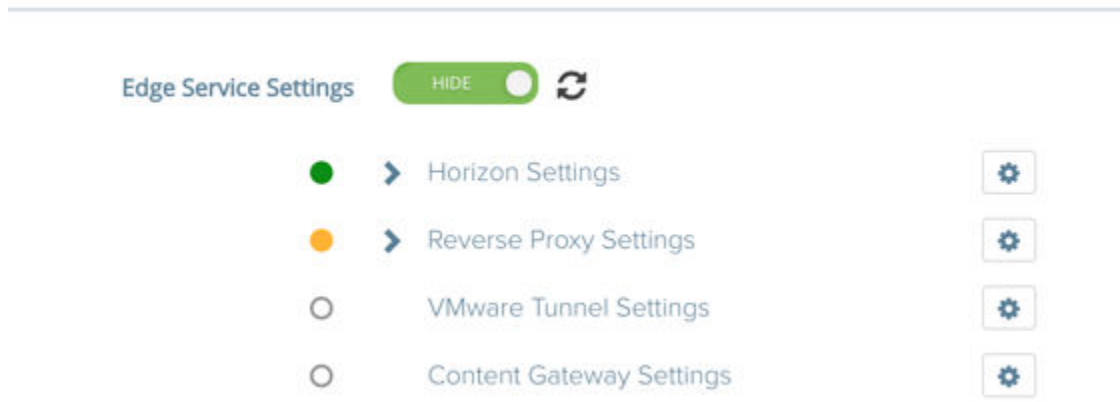 Edge Service Settings HIDE
Horizon Settings
Reverse Proxy Settings
VMware Tunnel Settings
Content Gateway Settings